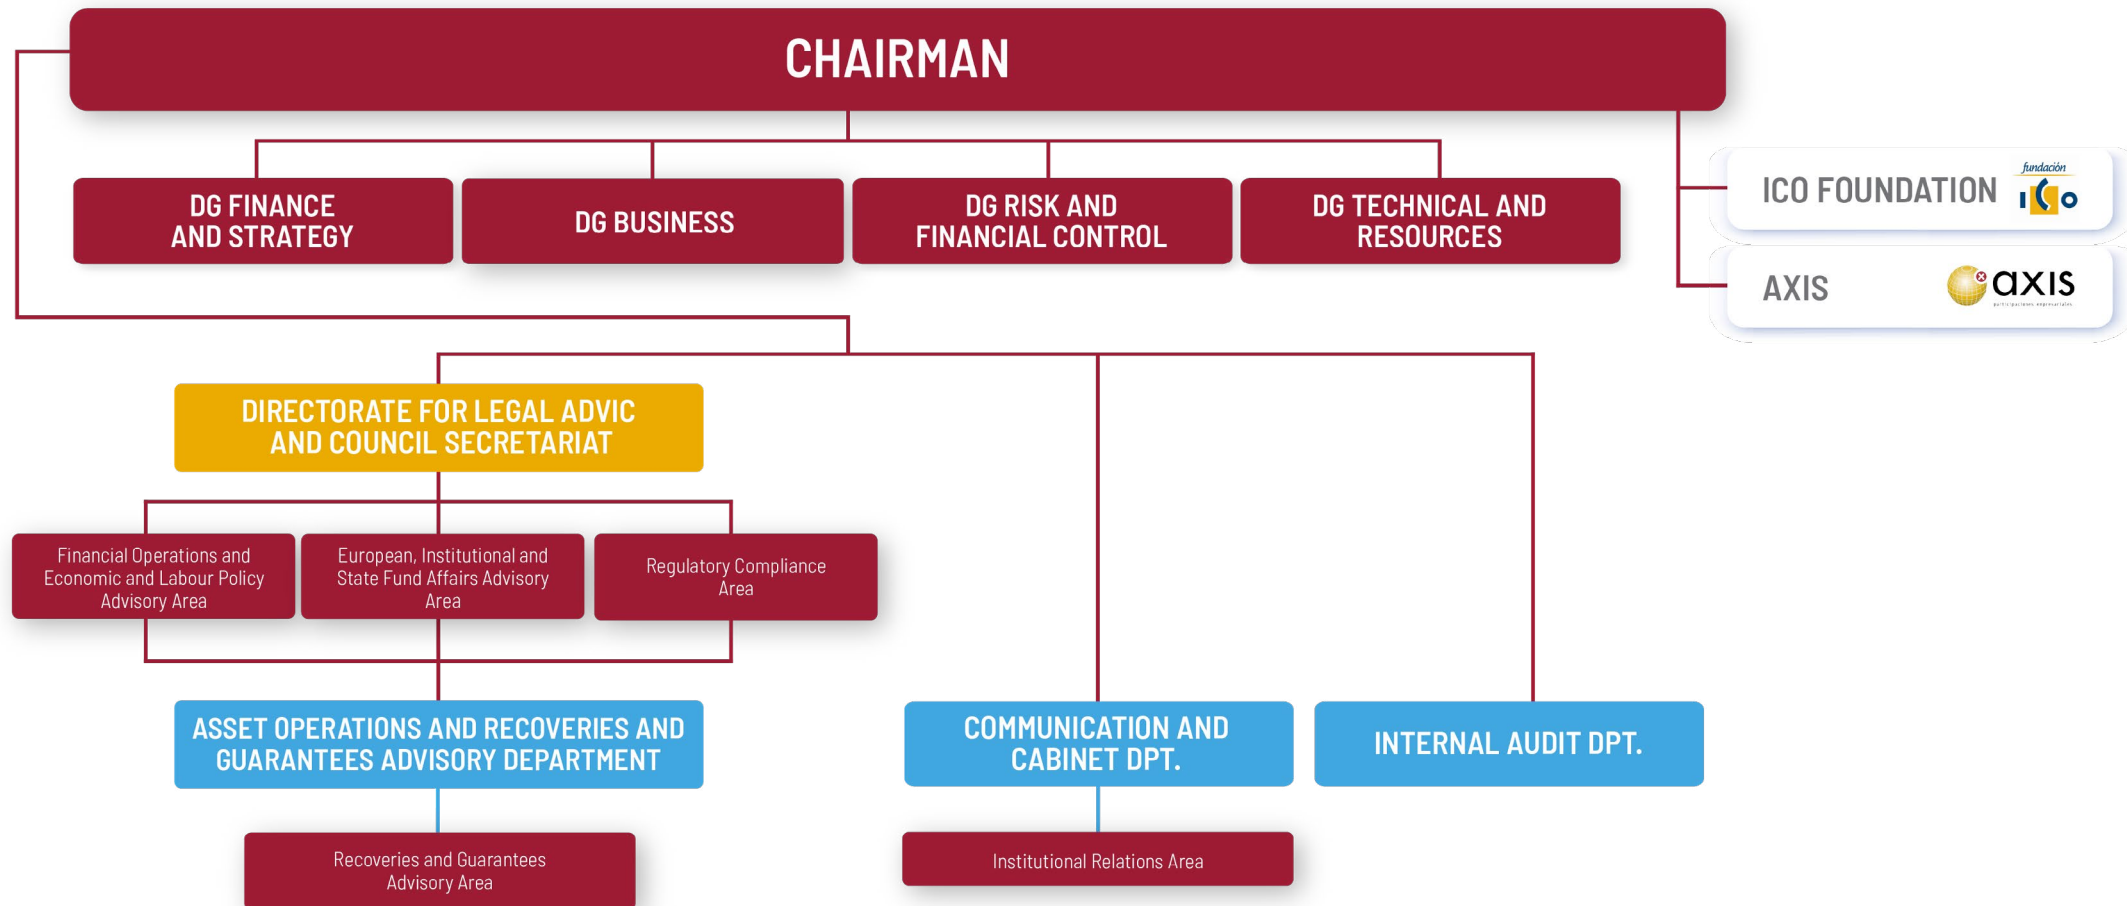 CHAIRMAN
DG FINANCE
AND STRATEGY
DG BUSINESS
DG RISK AND
FINANCIAL CONTROL
DG TECHNICAL AND
RESOURCES
ICO FOUNDATION
fundación
ICO
AXIS
axis
participaciones empresariales
DIRECTORATE FOR LEGAL ADVIC
AND COUNCIL SECRETARIAT
Financial Operations and
Economic and Labour Policy
Advisory Area
European, Institutional and
State Fund Affairs Advisory
Area
Regulatory Compliance
Area
ASSET OPERATIONS AND RECOVERIES AND
GUARANTEES ADVISORY DEPARTMENT
COMMUNICATION AND
CABINET DPT.
INTERNAL AUDIT DPT.
Recoveries and Guarantees
Advisory Area
Institutional Relations Area